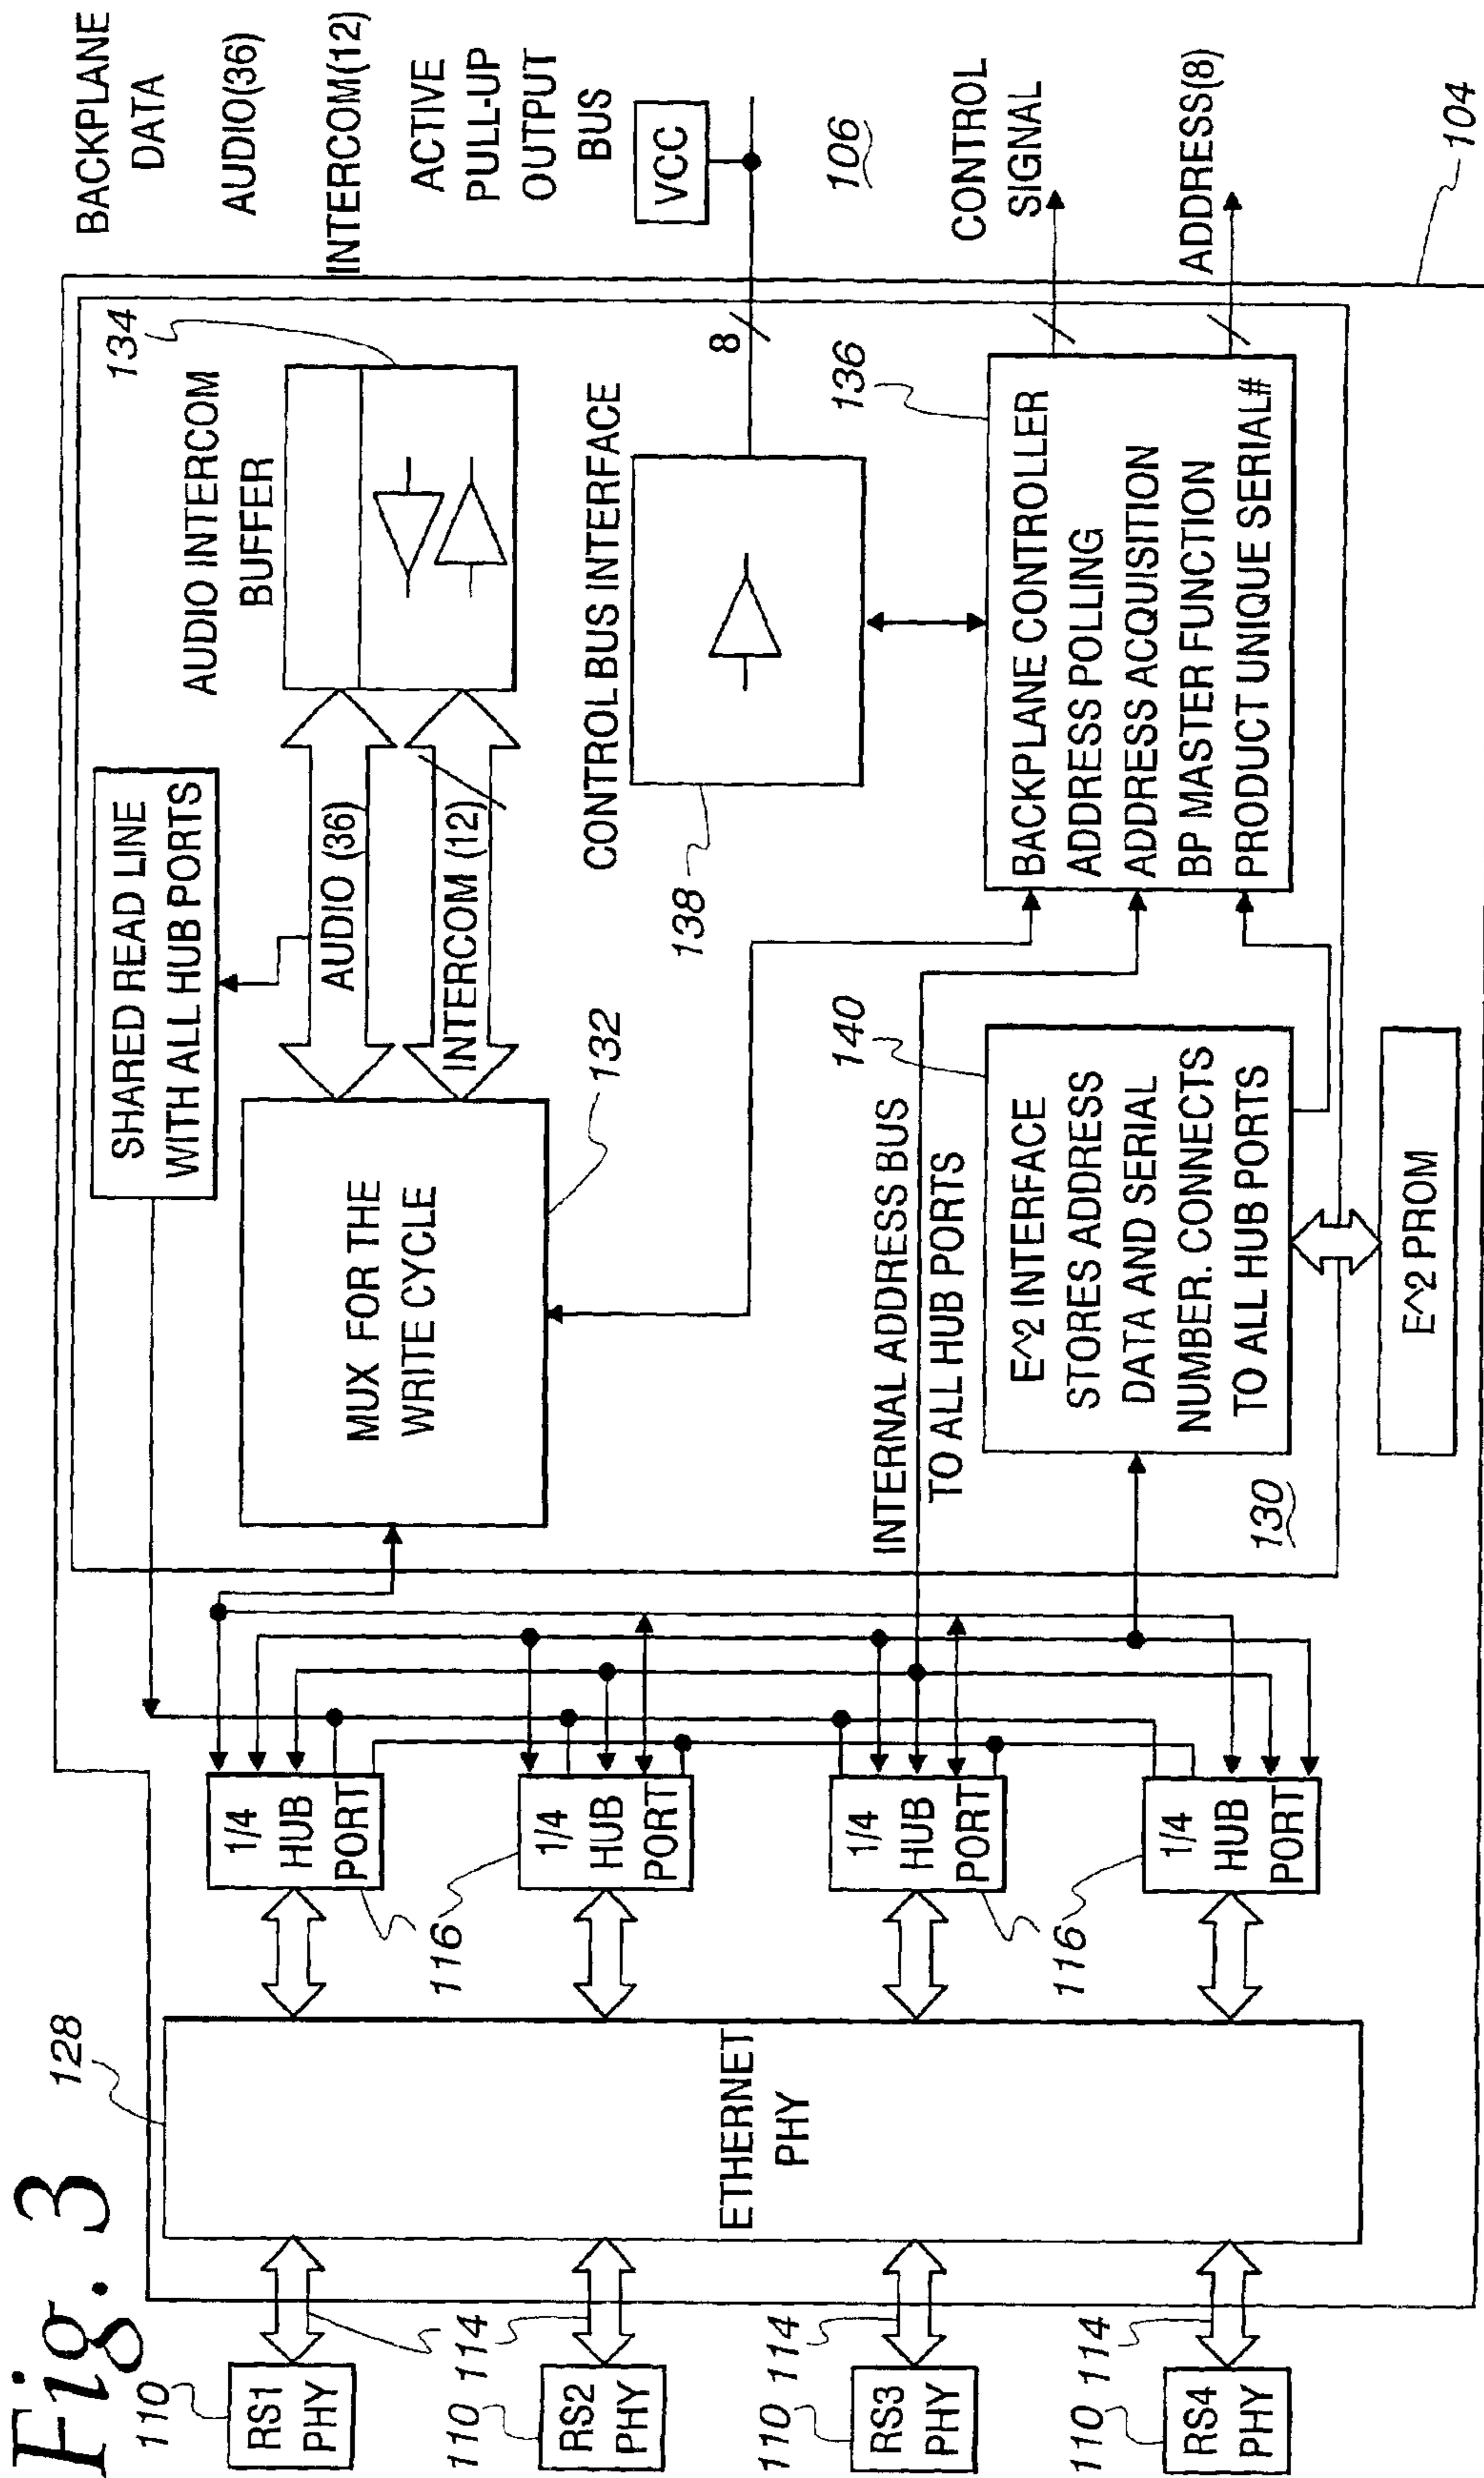 Fig. 3
BACKPLANE
DATA
AUDIO(36)
INTERCOM(12)
ACTIVE
PULL-UP
OUTPUT
BUS
VCC
106
CONTROL
SIGNAL
ADDRESS(8)
104
134
AUDIO INTERCOM
BUFFER
SHARED READ LINE
WITH ALL HUB PORTS
AUDIO (36)
INTERCOM (12)
MUX FOR THE
WRITE CYCLE
132
CONTROL BUS INTERFACE
8
138
136
BACKPLANE CONTROLLER
ADDRESS POLLING
ADDRESS ACQUISITION
BP MASTER FUNCTION
PRODUCT UNIQUE SERIAL#
INTERNAL ADDRESS BUS
TO ALL HUB PORTS
140
E^2 INTERFACE
STORES ADDRESS
DATA AND SERIAL
NUMBER. CONNECTS
TO ALL HUB PORTS
130
E^2 PROM
1/4
HUB
PORT
116
1/4
HUB
PORT
1/4
HUB
PORT
116
1/4
HUB
PORT
128
ETHERNET
PHY
110
RS1
PHY
114
110
RS2
PHY
110
RS3
PHY
114
110
RS4
PHY
114